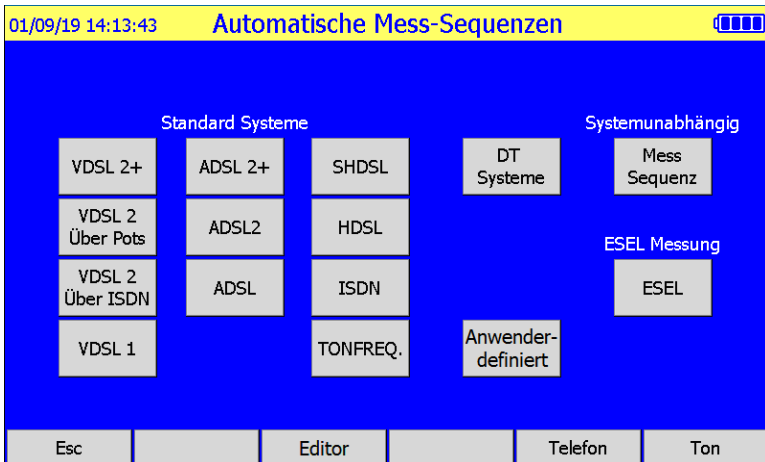 01/09/19 14:13:43
Automatische Mess-Sequenzen
Standard Systeme
Systemunabhängig
VDSL 2+
ADSL 2+
SHDSL
DT
Systeme
Mess
Sequenz
VDSL 2
Über Pots
ADSL2
HDSL
ESEL Messung
VDSL 2
Über ISDN
ADSL
ISDN
ESEL
VDSL 1
TONFREQ.
Anwender-
definiert
Esc
Editor
Telefon
Ton